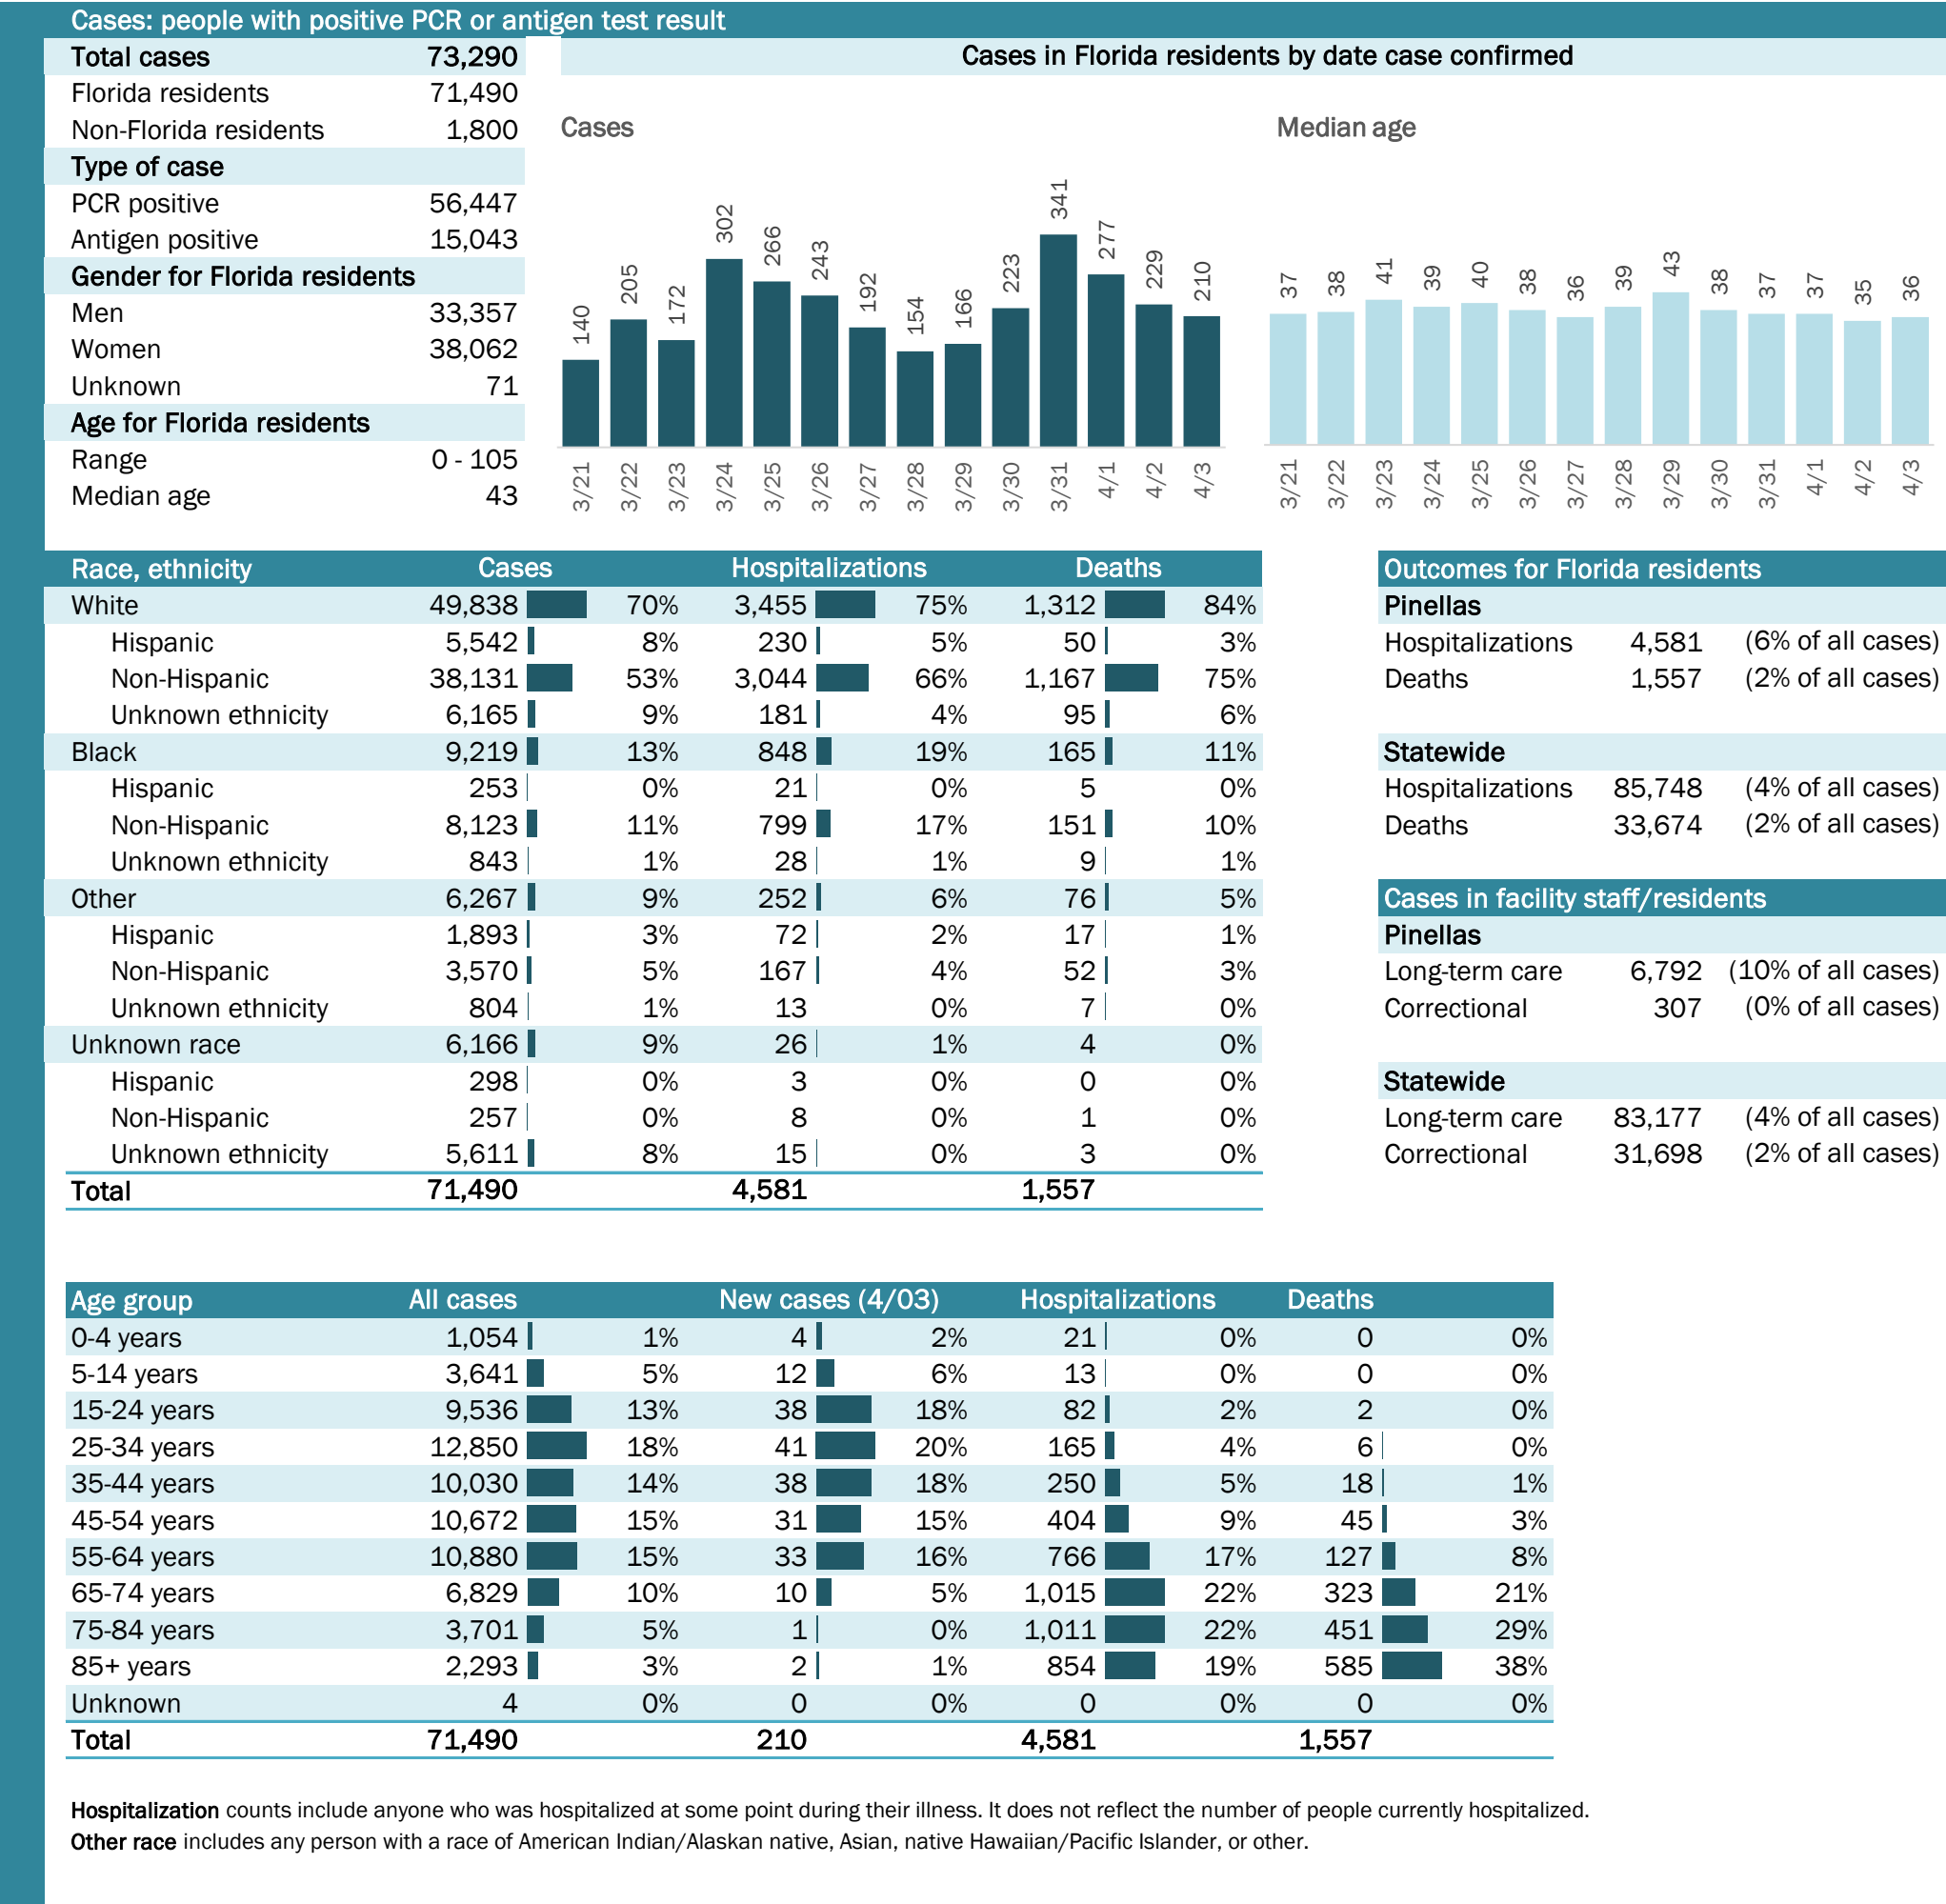 Cases: people with positive PCR or antigen test result
Total cases 73,290
Florida residents 71,490
Non-Florida residents 1,800
Type of case
PCR positive 56,447
Antigen positive 15,043
Gender for Florida residents
Men 33,357
Women 38,062
Unknown 71
Age for Florida residents
Range 0 - 105
Median age 43
Cases in Florida residents by date case confirmed
Cases
140 205 172 302 266 243 192 154 166 223 341 277 229 210
3/21 3/22 3/23 3/24 3/25 3/26 3/27 3/28 3/29 3/30 3/31 4/1 4/2 4/3
Median age
37 38 41 39 40 38 36 39 43 38 37 37 35 36
3/21 3/22 3/23 3/24 3/25 3/26 3/27 3/28 3/29 3/30 3/31 4/1 4/2 4/3
Race, ethnicity Cases Hospitalizations Deaths
White 49,838 70% 3,455 75% 1,312 84%
Hispanic 5,542 8% 230 5% 50 3%
Non-Hispanic 38,131 53% 3,044 66% 1,167 75%
Unknown ethnicity 6,165 9% 181 4% 95 6%
Black 9,219 13% 848 19% 165 11%
Hispanic 253 0% 21 0% 5 0%
Non-Hispanic 8,123 11% 799 17% 151 10%
Unknown ethnicity 843 1% 28 1% 9 1%
Other 6,267 9% 252 6% 76 5%
Hispanic 1,893 3% 72 2% 17 1%
Non-Hispanic 3,570 5% 167 4% 52 3%
Unknown ethnicity 804 1% 13 0% 7 0%
Unknown race 6,166 9% 26 1% 4 0%
Hispanic 298 0% 3 0% 0 0%
Non-Hispanic 257 0% 8 0% 1 0%
Unknown ethnicity 5,611 8% 15 0% 3 0%
Total 71,490 4,581 1,557
Outcomes for Florida residents
Pinellas
Hospitalizations 4,581 (6% of all cases)
Deaths 1,557 (2% of all cases)
Statewide
Hospitalizations 85,748 (4% of all cases)
Deaths 33,674 (2% of all cases)
Cases in facility staff/residents
Pinellas
Long-term care 6,792 (10% of all cases)
Correctional 307 (0% of all cases)
Statewide
Long-term care 83,177 (4% of all cases)
Correctional 31,698 (2% of all cases)
Age group All cases New cases (4/03) Hospitalizations Deaths
0-4 years 1,054 1% 4 2% 21 0% 0 0%
5-14 years 3,641 5% 12 6% 13 0% 0 0%
15-24 years 9,536 13% 38 18% 82 2% 2 0%
25-34 years 12,850 18% 41 20% 165 4% 6 0%
35-44 years 10,030 14% 38 18% 250 5% 18 1%
45-54 years 10,672 15% 31 15% 404 9% 45 3%
55-64 years 10,880 15% 33 16% 766 17% 127 8%
65-74 years 6,829 10% 10 5% 1,015 22% 323 21%
75-84 years 3,701 5% 1 0% 1,011 22% 451 29%
85+ years 2,293 3% 2 1% 854 19% 585 38%
Unknown 4 0% 0 0% 0 0% 0 0%
Total 71,490 210 4,581 1,557
Hospitalization counts include anyone who was hospitalized at some point during their illness. It does not reflect the number of people currently hospitalized.
Other race includes any person with a race of American Indian/Alaskan native, Asian, native Hawaiian/Pacific Islander, or other.